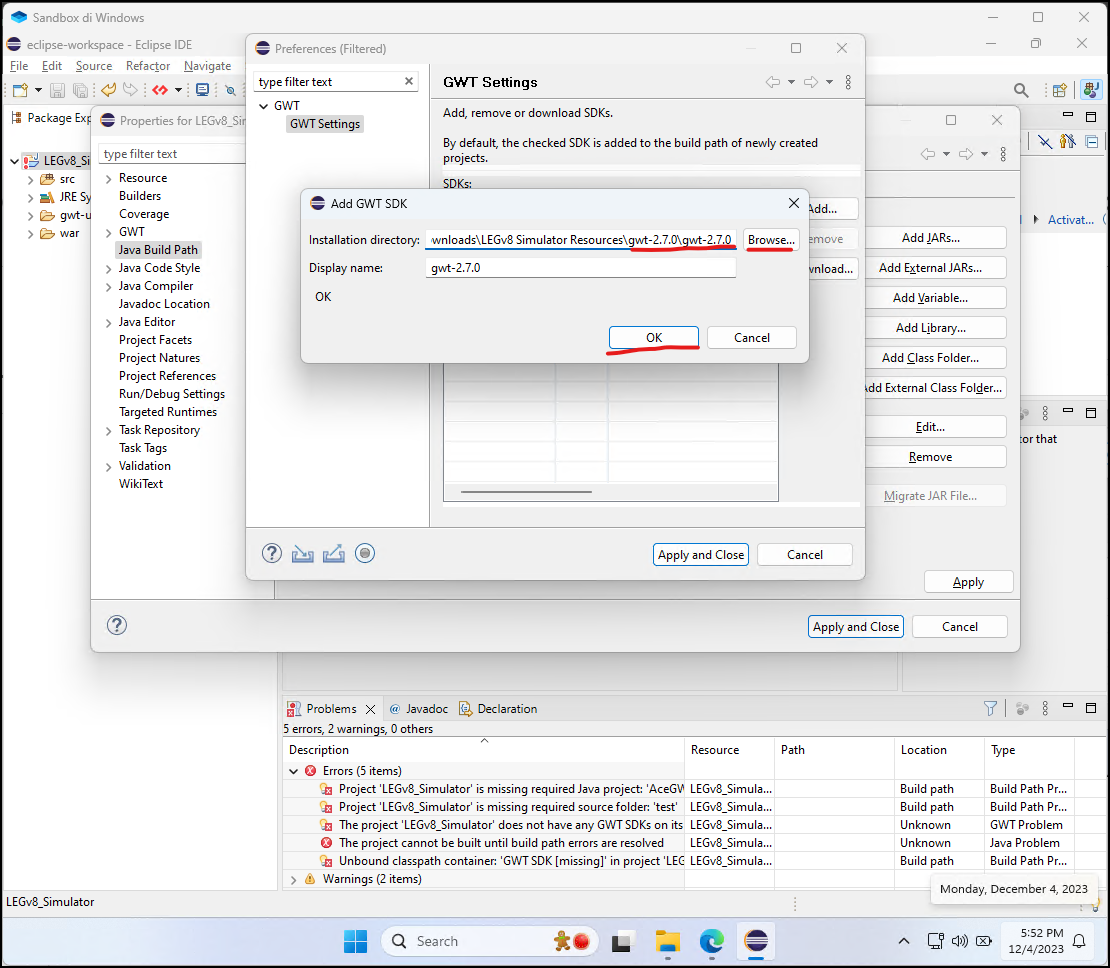 Sandbox di Windows
eclipse-workspace - Eclipse IDE
File Edit Source Refactor Navigate
Package Exp
LEGv8_Si
src
JRE Sy
gwt-u
war
Properties for LEGv8_Sim
type filter text
Resource
Builders
Coverage
GWT
Java Build Path
Java Code Style
Java Compiler
Javadoc Location
Java Editor
Project Facets
Project Natures
Project References
Run/Debug Settings
Targeted Runtimes
Task Repository
Task Tags
Validation
WikiText
Preferences (Filtered)
type filter text
GWT
GWT Settings
GWT Settings
Add, remove or download SDKs.
By default, the checked SDK is added to the build path of newly created
projects.
SDKs:
Add...
emove
wnload...
Apply and Close Cancel
Add GWT SDK
Installation directory: wnloads\LEGv8 Simulator Resources\gwt-2.7.0\gwt-2.7.0 Browse...
Display name: gwt-2.7.0
OK
OK Cancel
Activat...
Add JARs...
Add External JARs...
Add Variable...
Add Library...
Add Class Folder...
Add External Class Folder...
Edit...
Remove
Migrate JAR File...
tor that
Apply
Apply and Close Cancel
Problems Javadoc Declaration
5 errors, 2 warnings, 0 others
Description Resource Path Location Type
Errors (5 items)
Project 'LEGv8_Simulator' is missing required Java project: 'AceGW LEGv8_Simula... Build path Build Path Pr...
Project 'LEGv8_Simulator' is missing required source folder: 'test' LEGv8_Simula... Build path Build Path Pr...
The project 'LEGv8_Simulator' does not have any GWT SDKs on its LEGv8_Simula... Unknown GWT Problem
The project cannot be built until build path errors are resolved LEGv8_Simula... Unknown Java Problem
Unbound classpath container: 'GWT SDK [missing]' in project 'LEG LEGv8_Simula... Build path Build Path Pr...
Warnings (2 items)
Monday, December 4, 2023
LEGv8_Simulator
Search
5:52 PM
12/4/2023